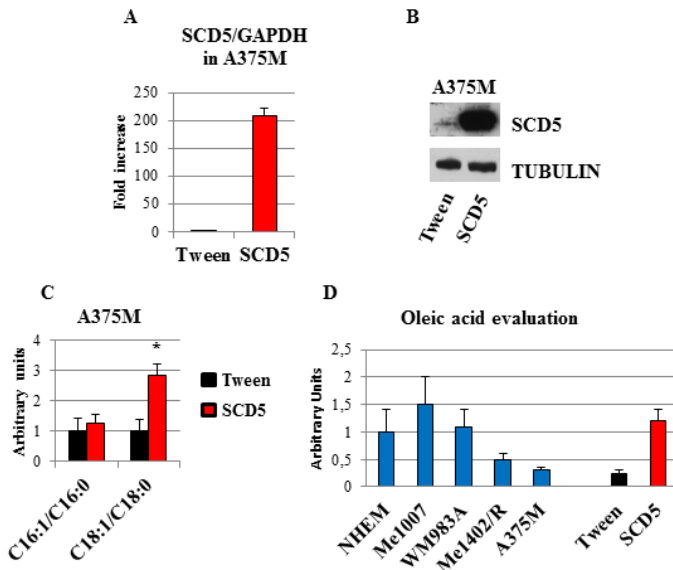 A
SCD5/GAPDH
in A375M
Fold increase
250
200
150
100
50
0
Tween SCD5
B
A375M
SCD5
TUBULIN
Tween
SCD5
C
A375M
Arbitrary units
4
3
2
1
0
*
C16:1/C16:0
C18:1/C18:0
Tween
SCD5
D
Oleic acid evaluation
Arbitrary Units
2,5
2
1,5
1
0,5
0
NHEM
Me1007
WM983A
Me1402/R
A375M
Tween
SCD5